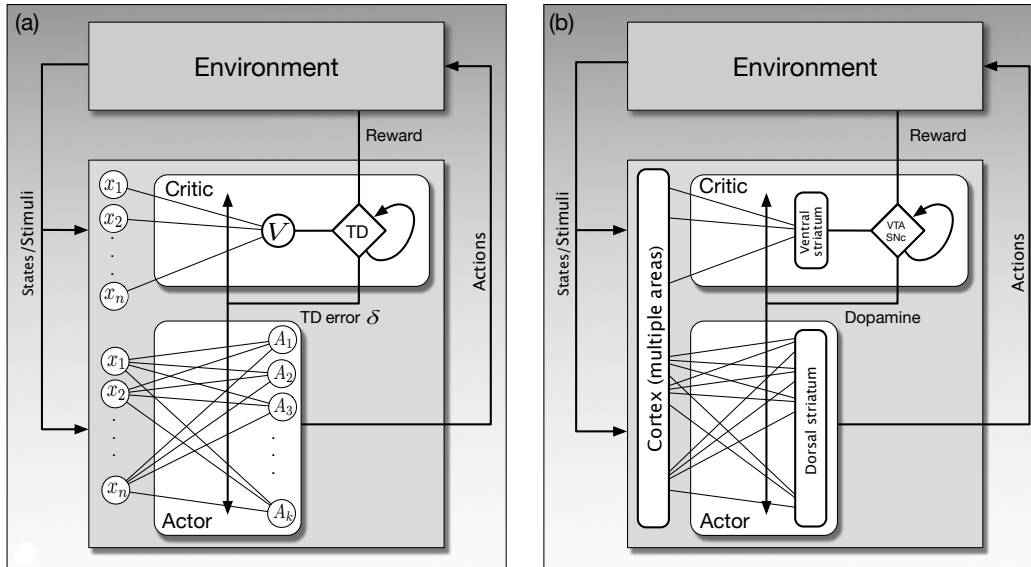 (a)
Environment
Reward
States/Stimuli
Actions
Critic
x₁
x₂
.
.
.
xₙ
V
TD
TD error δ
x₁
x₂
.
.
.
xₙ
A₁
A₂
A₃
.
.
.
Aₖ
Actor
(b)
Environment
Reward
States/Stimuli
Actions
Cortex (multiple areas)
Critic
Ventral
striatum
VTA
SNc
Dopamine
Dorsal striatum
Actor